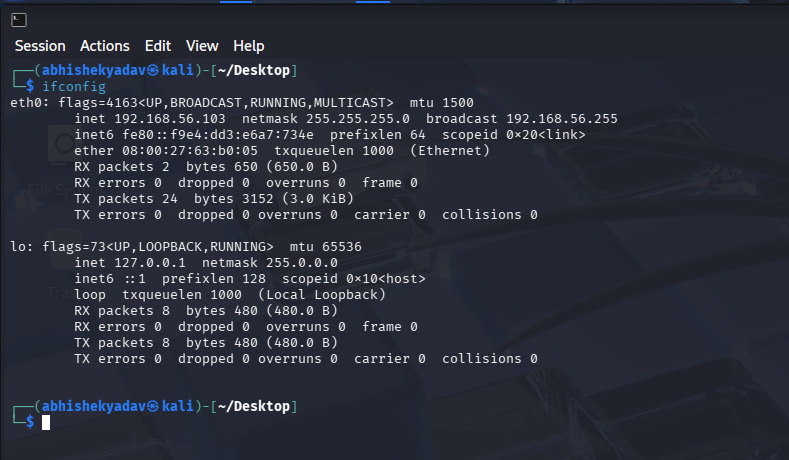 Session Actions Edit View Help
┌──(abhishekyadav㉿kali)-[~/Desktop]
└─$ ifconfig
eth0: flags=4163<UP,BROADCAST,RUNNING,MULTICAST>  mtu 1500
        inet 192.168.56.103  netmask 255.255.255.0  broadcast 192.168.56.255
        inet6 fe80::f9e4:dd3:e6a7:734e  prefixlen 64  scopeid 0×20<link>
        ether 08:00:27:63:b0:05  txqueuelen 1000  (Ethernet)
        RX packets 2  bytes 650 (650.0 B)
        RX errors 0  dropped 0  overruns 0  frame 0
        TX packets 24  bytes 3152 (3.0 KiB)
        TX errors 0  dropped 0 overruns 0  carrier 0  collisions 0

lo: flags=73<UP,LOOPBACK,RUNNING>  mtu 65536
        inet 127.0.0.1  netmask 255.0.0.0
        inet6 ::1  prefixlen 128  scopeid 0×10<host>
        loop  txqueuelen 1000  (Local Loopback)
        RX packets 8  bytes 480 (480.0 B)
        RX errors 0  dropped 0  overruns 0  frame 0
        TX packets 8  bytes 480 (480.0 B)
        TX errors 0  dropped 0 overruns 0  carrier 0  collisions 0

┌──(abhishekyadav㉿kali)-[~/Desktop]
└─$